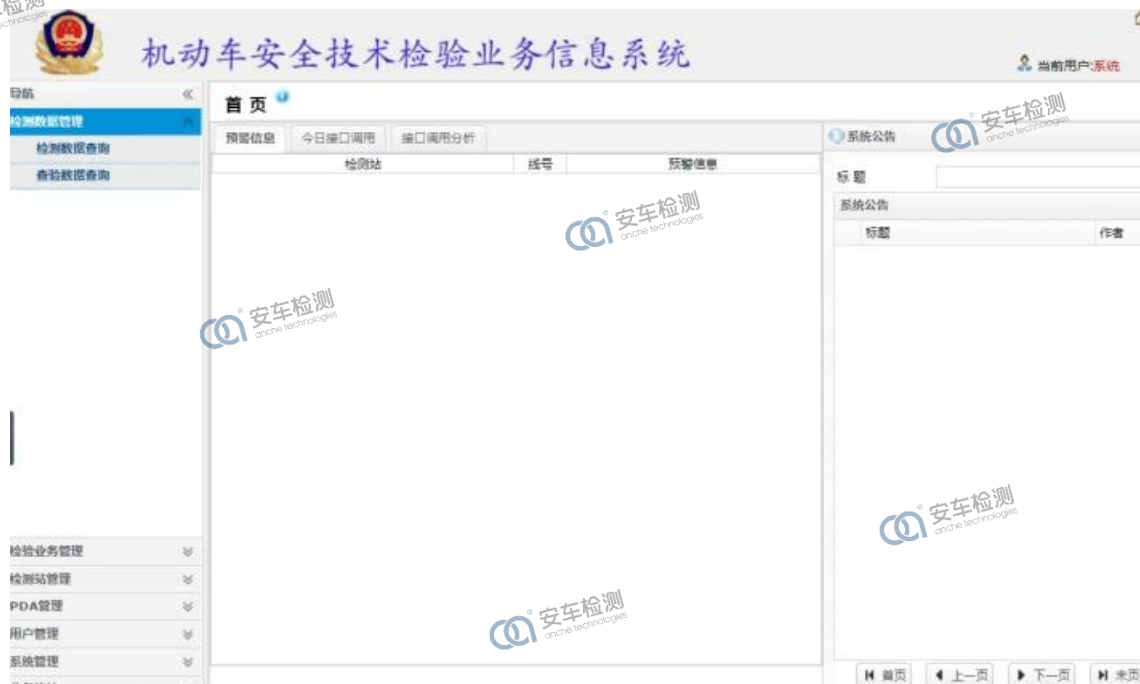 机动车安全技术检验业务信息系统
当前用户:系统
导航
首 页
检测数据管理
检测数据查询
查验数据查询
预警信息 今日接口调用 接口调用分析
检测站 线号 预警信息
系统公告
标 题
系统公告
标题 作者
检验业务管理
检测站管理
PDA管理
用户管理
系统管理
首页 上一页 下一页 末页
安车检测
anche technologies
安车检测
anche technologies
安车检测
anche technologies
安车检测
anche technologies
安车检测
anche technologies